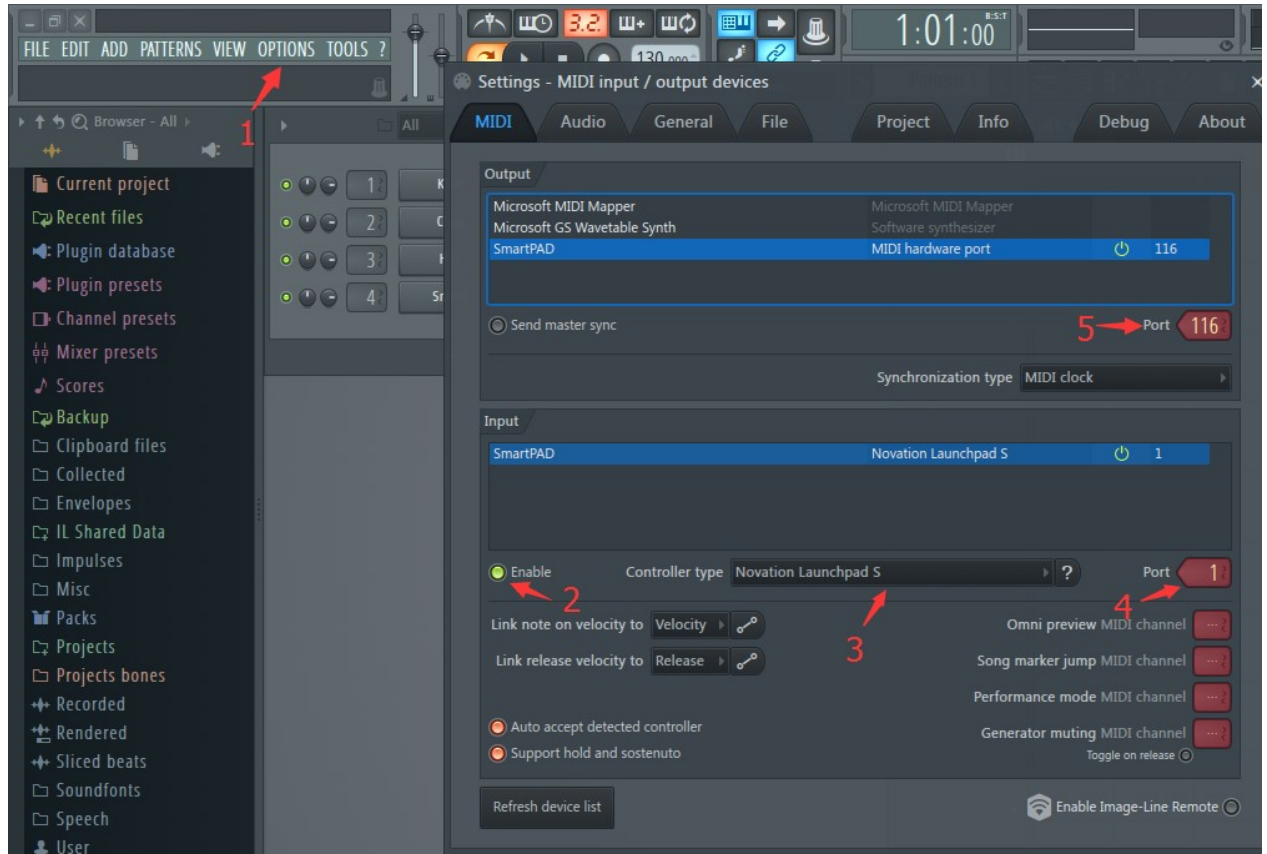 FILE EDIT ADD PATTERNS VIEW OPTIONS TOOLS ?
3.2.
130.000
1:01:00
B:S:T
1
Browser - All
All
Current project
Recent files
Plugin database
Plugin presets
Channel presets
Mixer presets
Scores
Backup
Clipboard files
Collected
Envelopes
IL Shared Data
Impulses
Misc
Packs
Projects
Projects bones
Recorded
Rendered
Sliced beats
Soundfonts
Speech
User
1 K
2 C
3 H
4 Sr
Settings - MIDI input / output devices
MIDI Audio General File Project Info Debug About
Output
Microsoft MIDI Mapper Microsoft MIDI Mapper
Microsoft GS Wavetable Synth Software synthesizer
SmartPAD MIDI hardware port 116
Send master sync 5 Port 116
Synchronization type MIDI clock
Input
SmartPAD Novation Launchpad S 1
Enable Controller type Novation Launchpad S ? Port 1
2 3 4
Link note on velocity to Velocity Omni preview MIDI channel ...
Link release velocity to Release Song marker jump MIDI channel ...
Performance mode MIDI channel ...
Auto accept detected controller Generator muting MIDI channel ...
Support hold and sostenuto Toggle on release
Refresh device list Enable Image-Line Remote